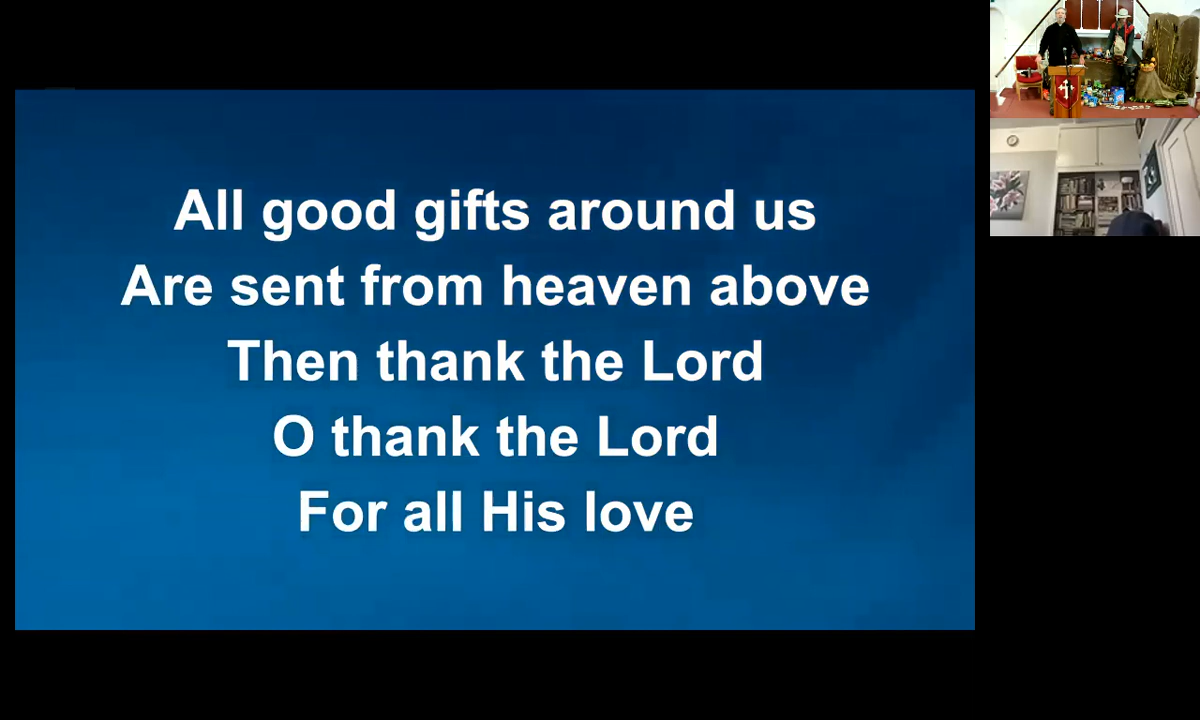 All good gifts around us
Are sent from heaven above
Then thank the Lord
O thank the Lord
For all His love